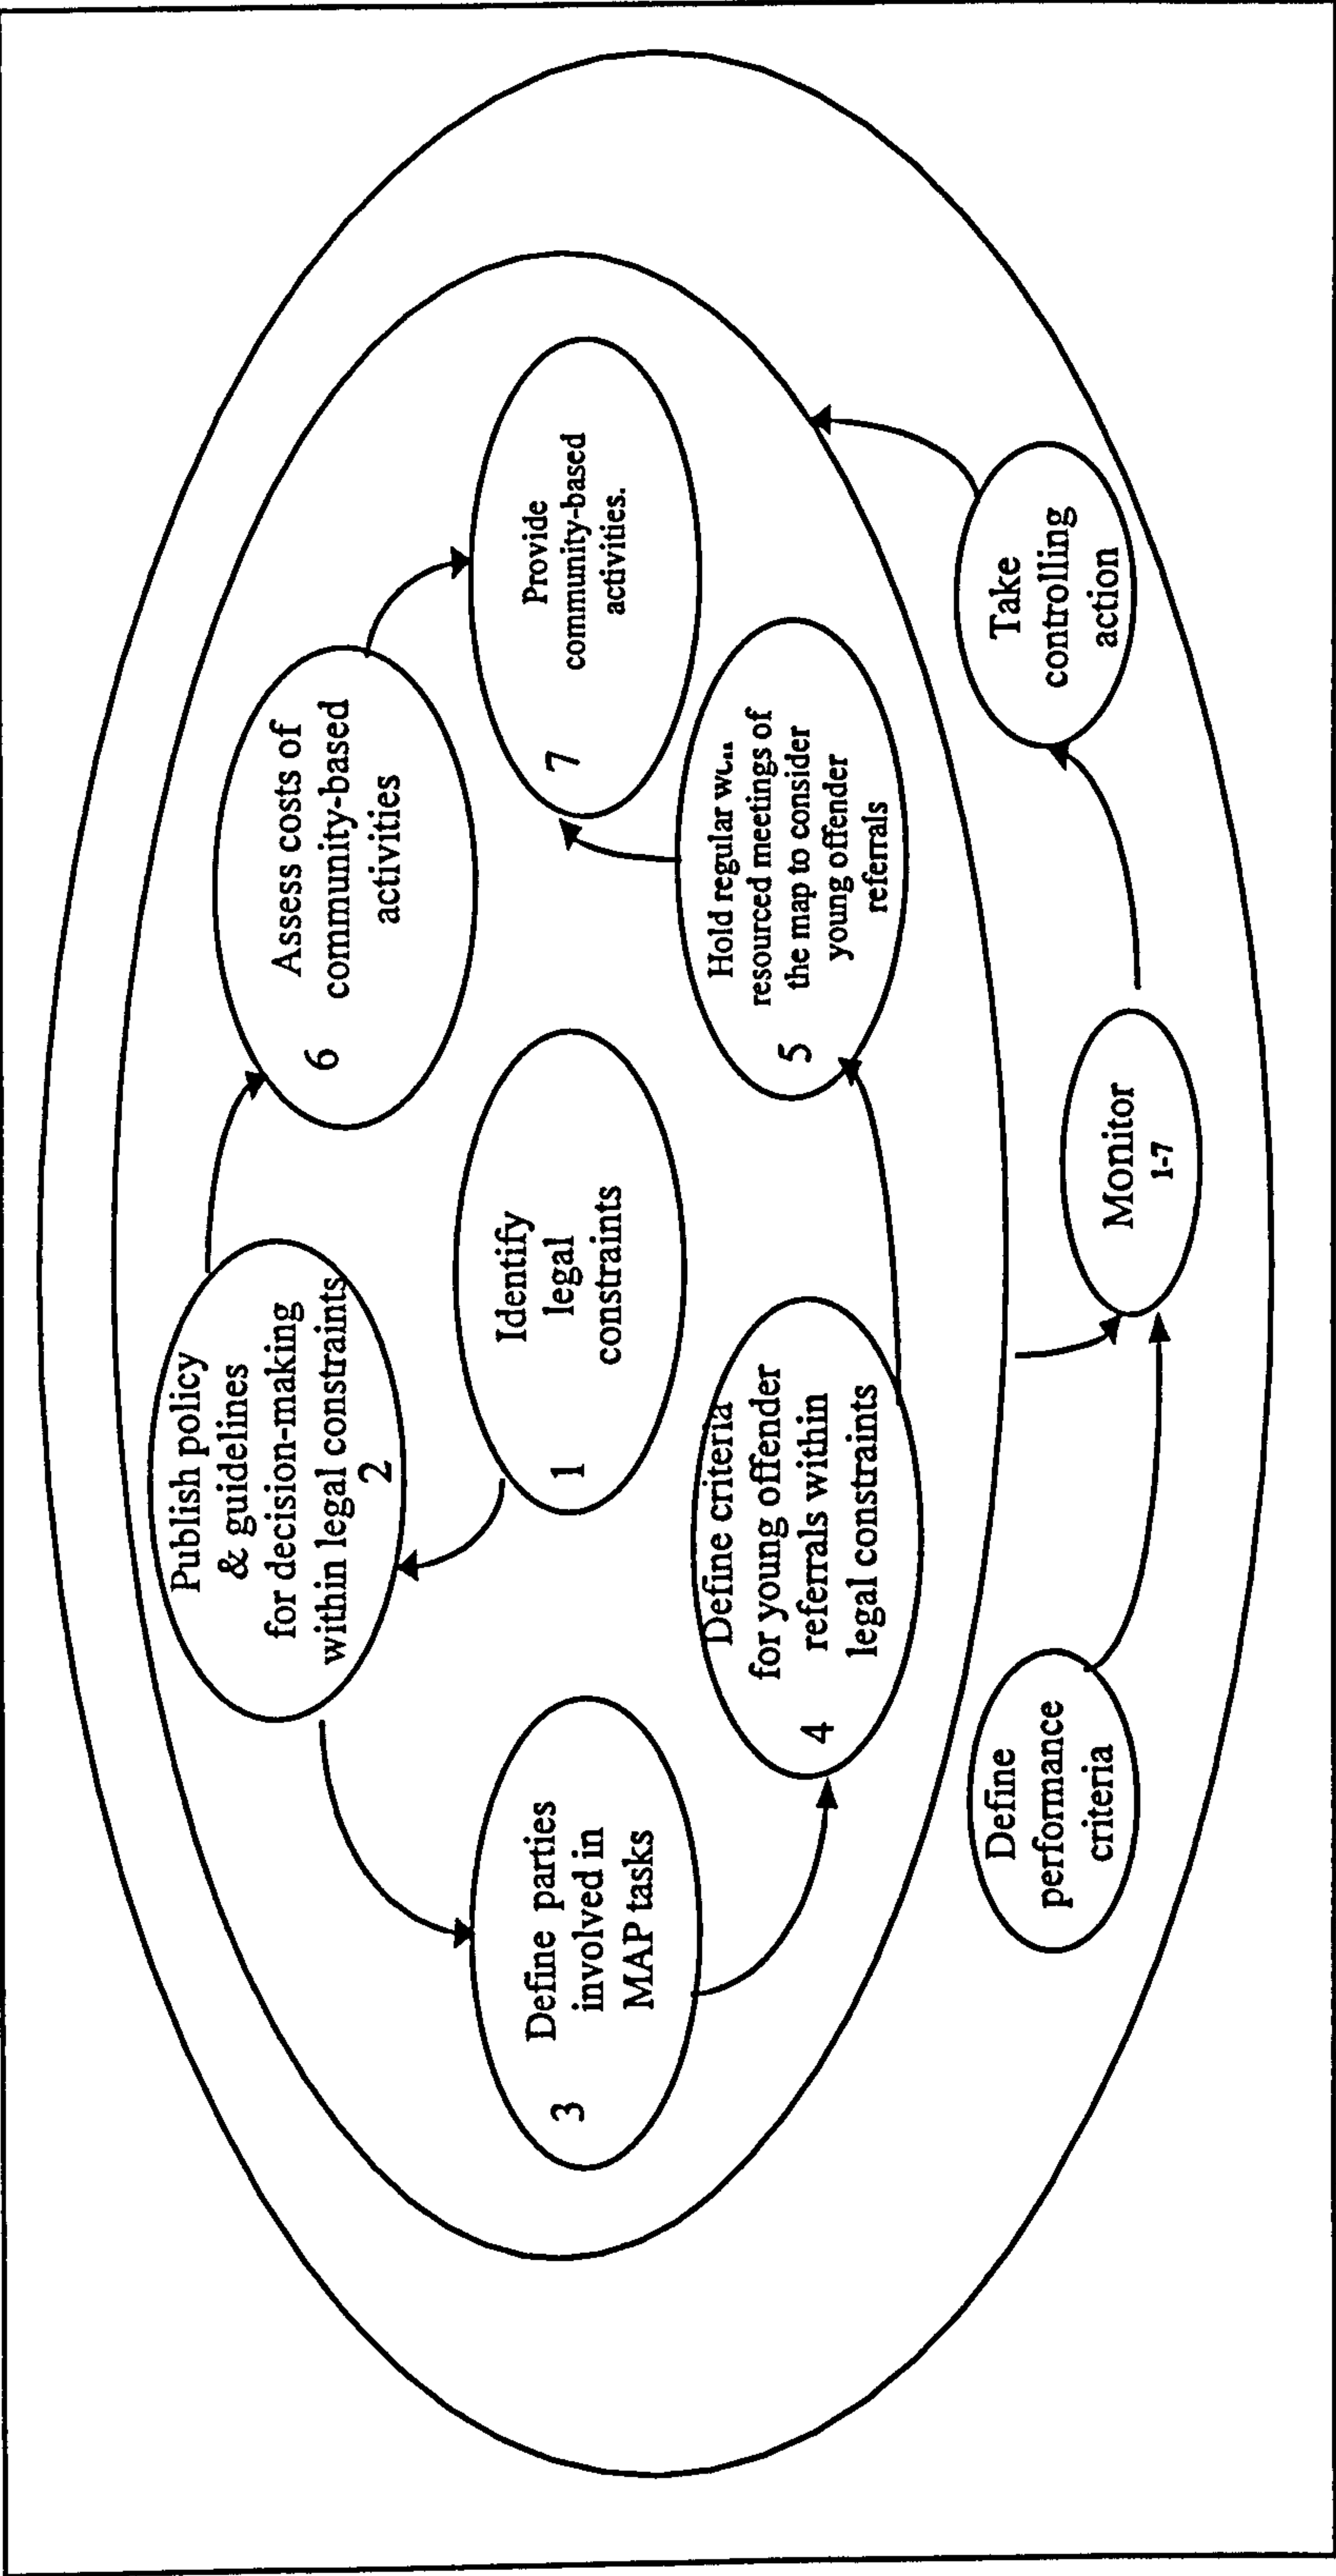 Publish policy
& guidelines
for decision-making
within legal constraints
2
6
Assess costs of
community-based
activities
3
Define parties
involved in
MAP tasks
1
Identify
legal
constraints
7
Provide
community-based
activities.
4
Define criteria
for young offender
referrals within
legal constraints
5
Hold regular
resourced meetings of
the map to consider
young offender
referrals
Define
performance
criteria
Monitor
1-7
Take
controlling
action